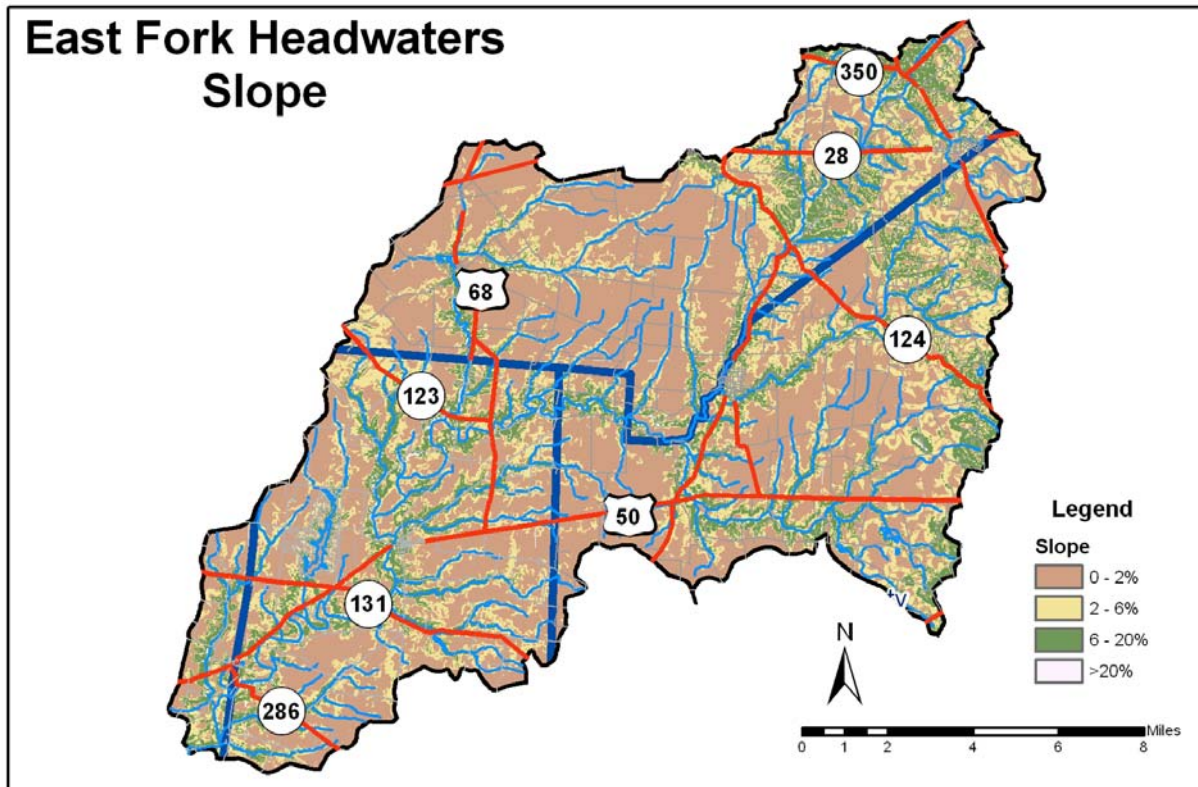 East Fork Headwaters
Slope
350
28
68
124
123
50
131
286
+V
Legend
Slope
0 - 2%
2 - 6%
6 - 20%
>20%
N
Miles
0 1 2 4 6 8